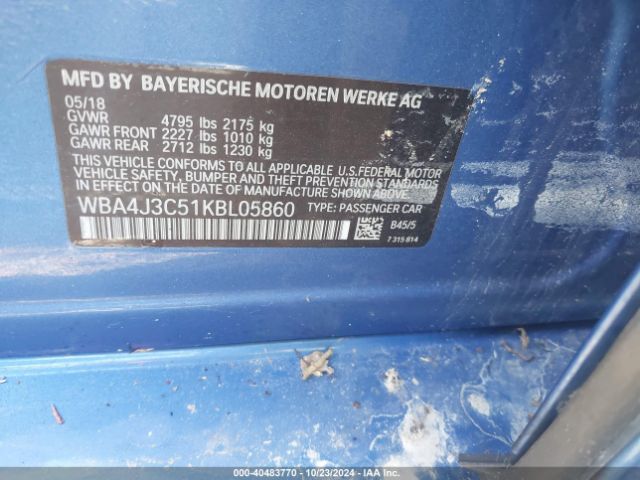 MFD BY BAYERISCHE MOTOREN WERKE AG
05/18
GVWR 4795 lbs 2175 kg
GAWR FRONT 2227 lbs 1010 kg
GAWR REAR 2712 lbs 1230 kg
THIS VEHICLE CONFORMS TO ALL APPLICABLE U.S. FEDERAL MOTOR
VEHICLE SAFETY, BUMPER AND THEFT PREVENTION STANDARDS
IN EFFECT ON THE DATE OF MANUFACTURE SHOWN ABOVE.
WBA4J3C51KBL05860 TYPE: PASSENGER CAR
B45/5
7 315 814
000-40483770 - 10/23/2024 - IAA Inc.